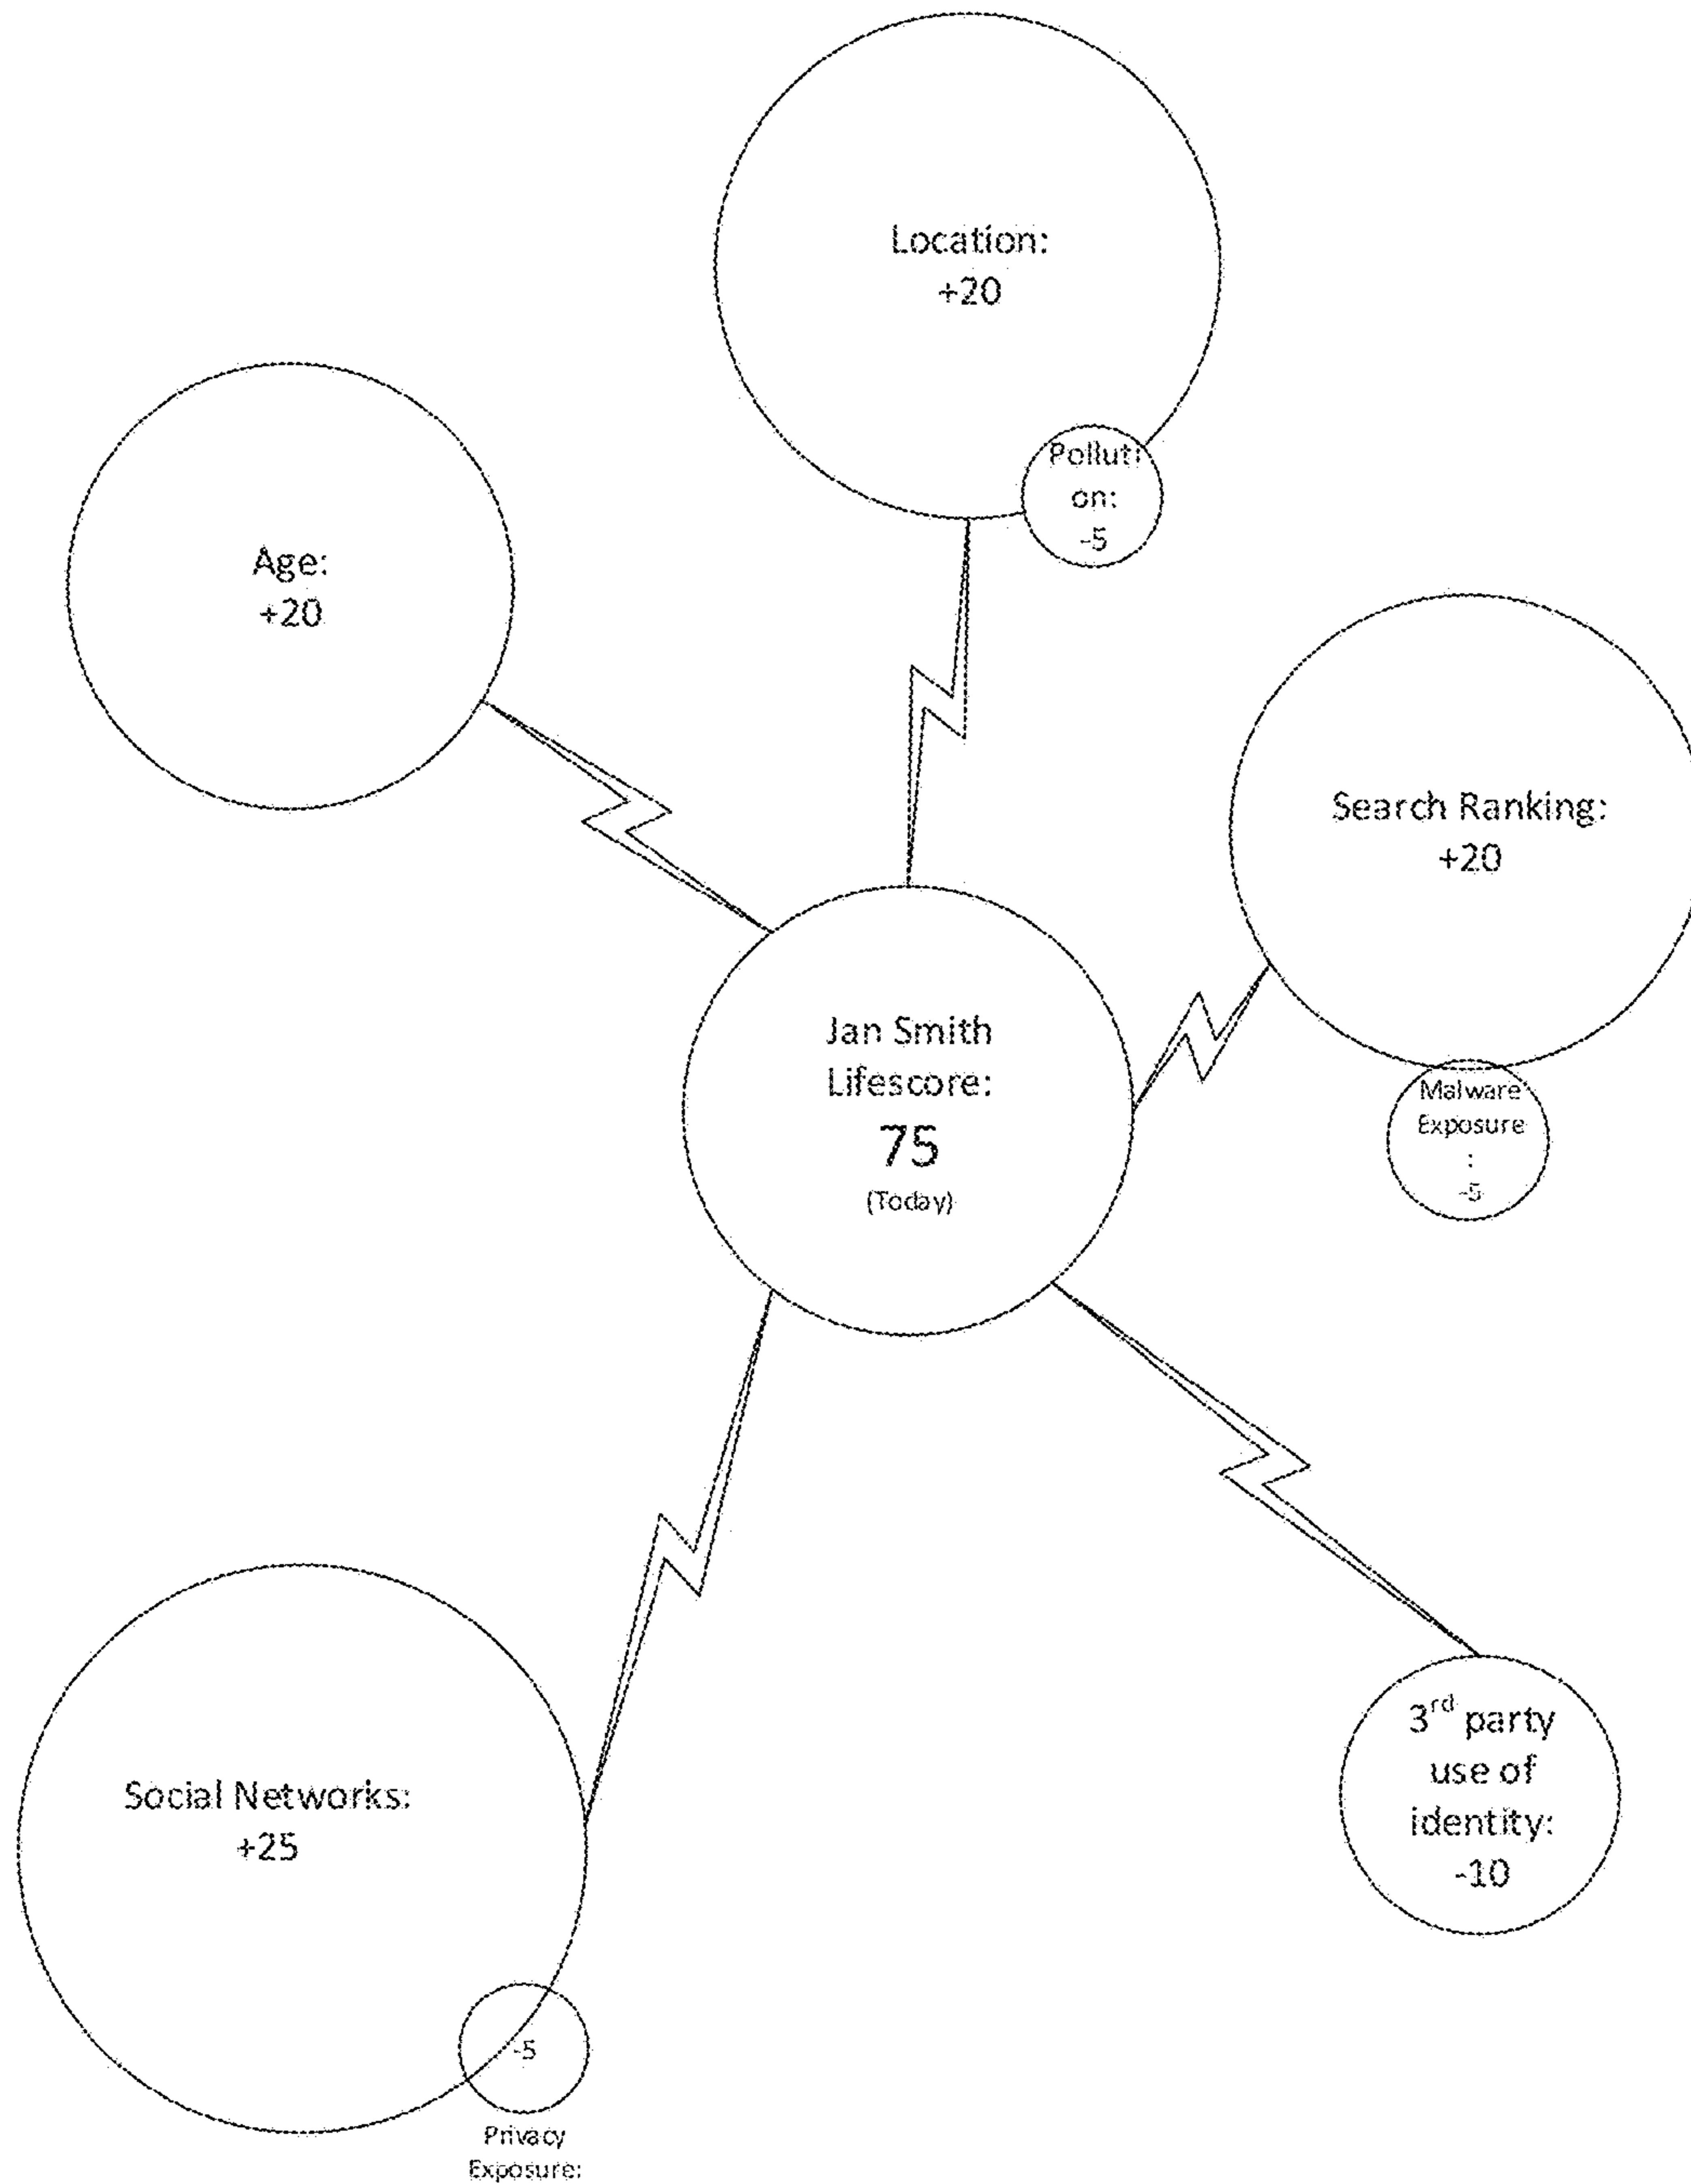 Location:
+20
Polluti
on:
-5
Age:
+20
Search Ranking:
+20
Malware
Exposure
:
-5
Jan Smith
Lifescore:
75
(Today)
3rd party
use of
identity:
-10
Social Networks:
+25
-5
Privacy
Exposure: